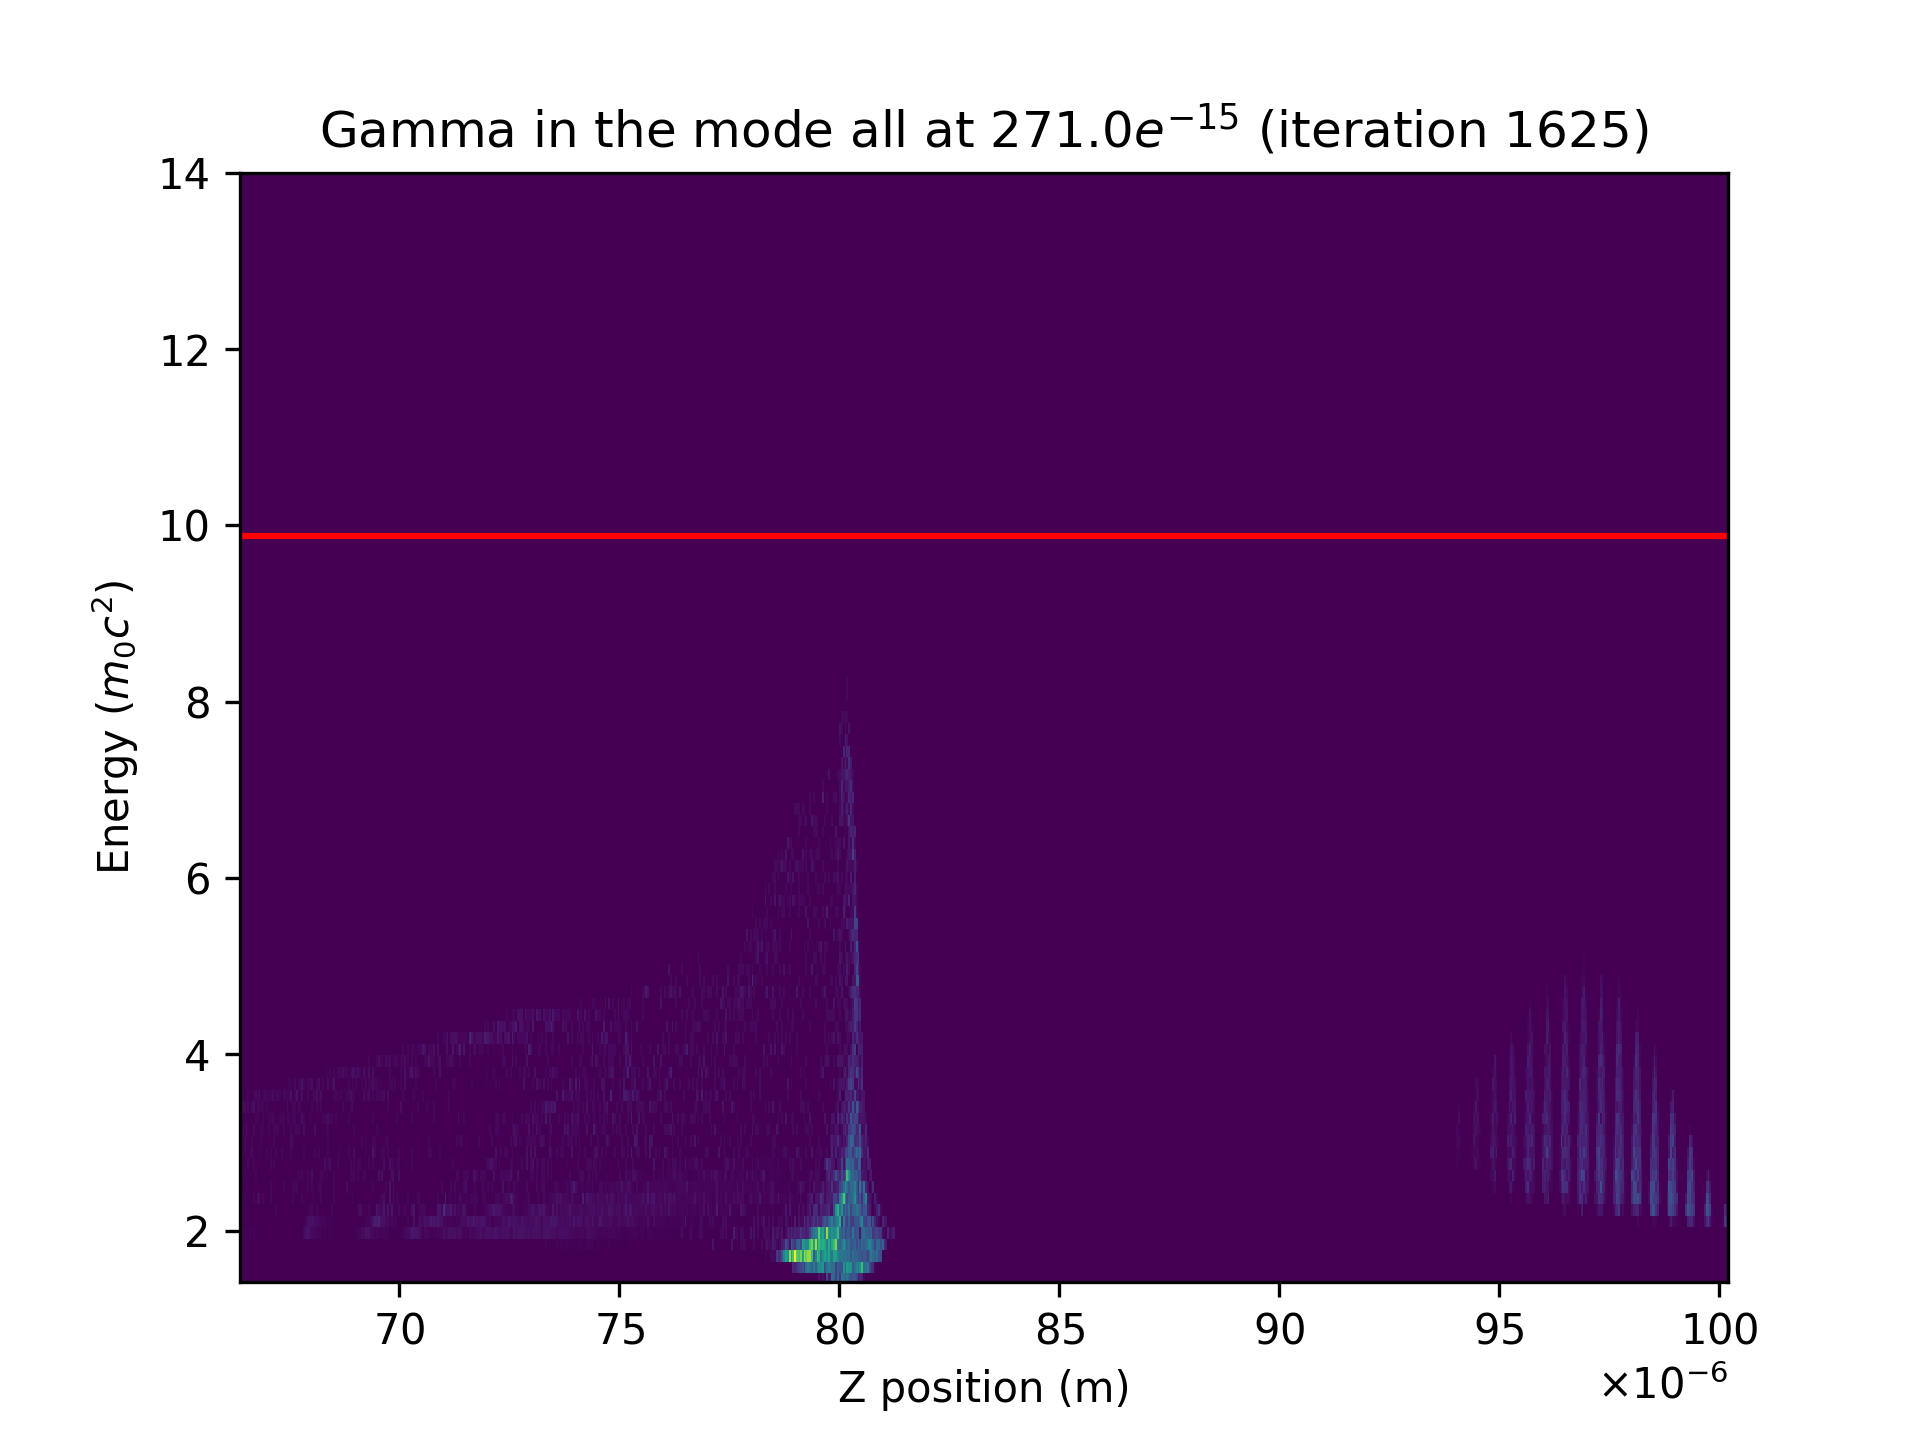 Gamma in the mode all at 271.0e⁻¹⁵ (iteration 1625)
14
12
10
8
6
4
2
Energy (m₀c²)
70 75 80 85 90 95 100
×10⁻⁶
Z position (m)